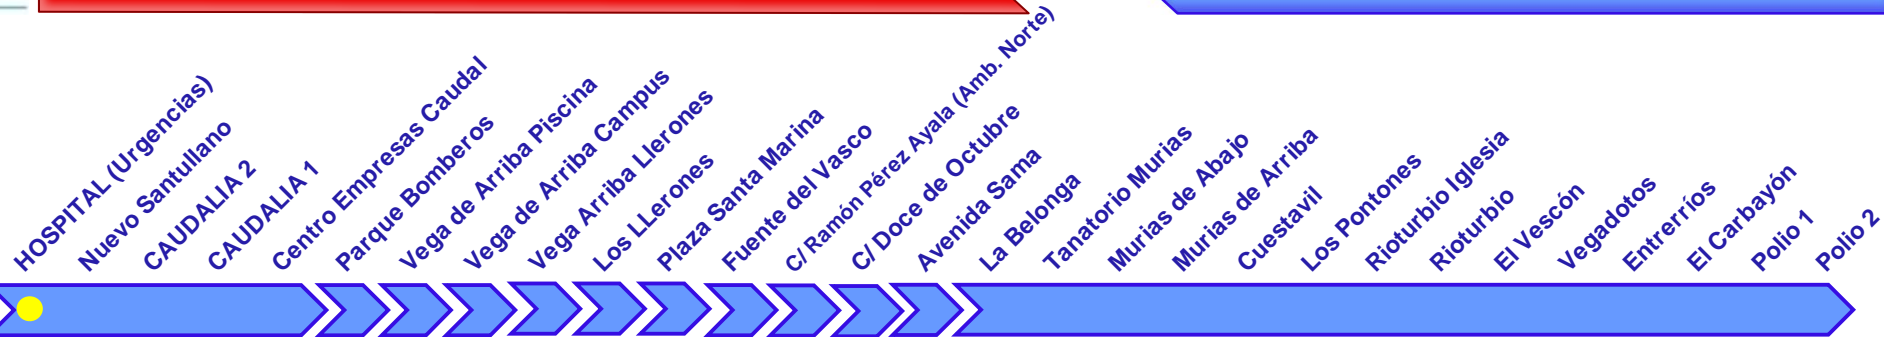 HOSPITAL (Urgencias)
Nuevo Santullano
CAUDALIA 2
CAUDALIA 1
Centro Empresas Caudal
Parque Bomberos
Vega de Arriba Piscina
Vega de Arriba Campus
Vega Arriba Llerones
Los LLerones
Plaza Santa Marina
Fuente del Vasco
C/ Ramón Pérez Ayala (Amb. Norte)
C/ Doce de Octubre
Avenida Sama
La Belonga
Tanatorio Murias
Murias de Abajo
Murias de Arriba
Cuestavil
Los Pontones
Rioturbio Iglesia
Rioturbio
El Vescón
Vegadotos
Entrerríos
El Carbayón
Polio 1
Polio 2